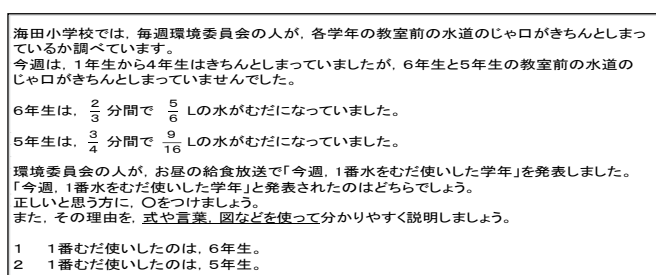 海田小学校では，毎週環境委員会の人が，各学年の教室前の水道のじゃ口がきちんとしまっ
ているか調べています。
今週は，1年生から4年生はきちんとしまっていましたが，6年生と5年生の教室前の水道の
じゃ口がきちんとしまっていませんでした。
6年生は， 2/3 分間で 5/6 Lの水がむだになっていました。
5年生は， 3/4 分間で 9/16 Lの水がむだになっていました。
環境委員会の人が，お昼の給食放送で「今週，1番水をむだ使いした学年」を発表しました。
「今週，1番水をむだ使いした学年」と発表されたのはどちらでしょう。
正しいと思う方に，○をつけましょう。
また，その理由を，式や言葉，図などを使って分かりやすく説明しましょう。
1　1番むだ使いしたのは，6年生。
2　1番むだ使いしたのは，5年生。